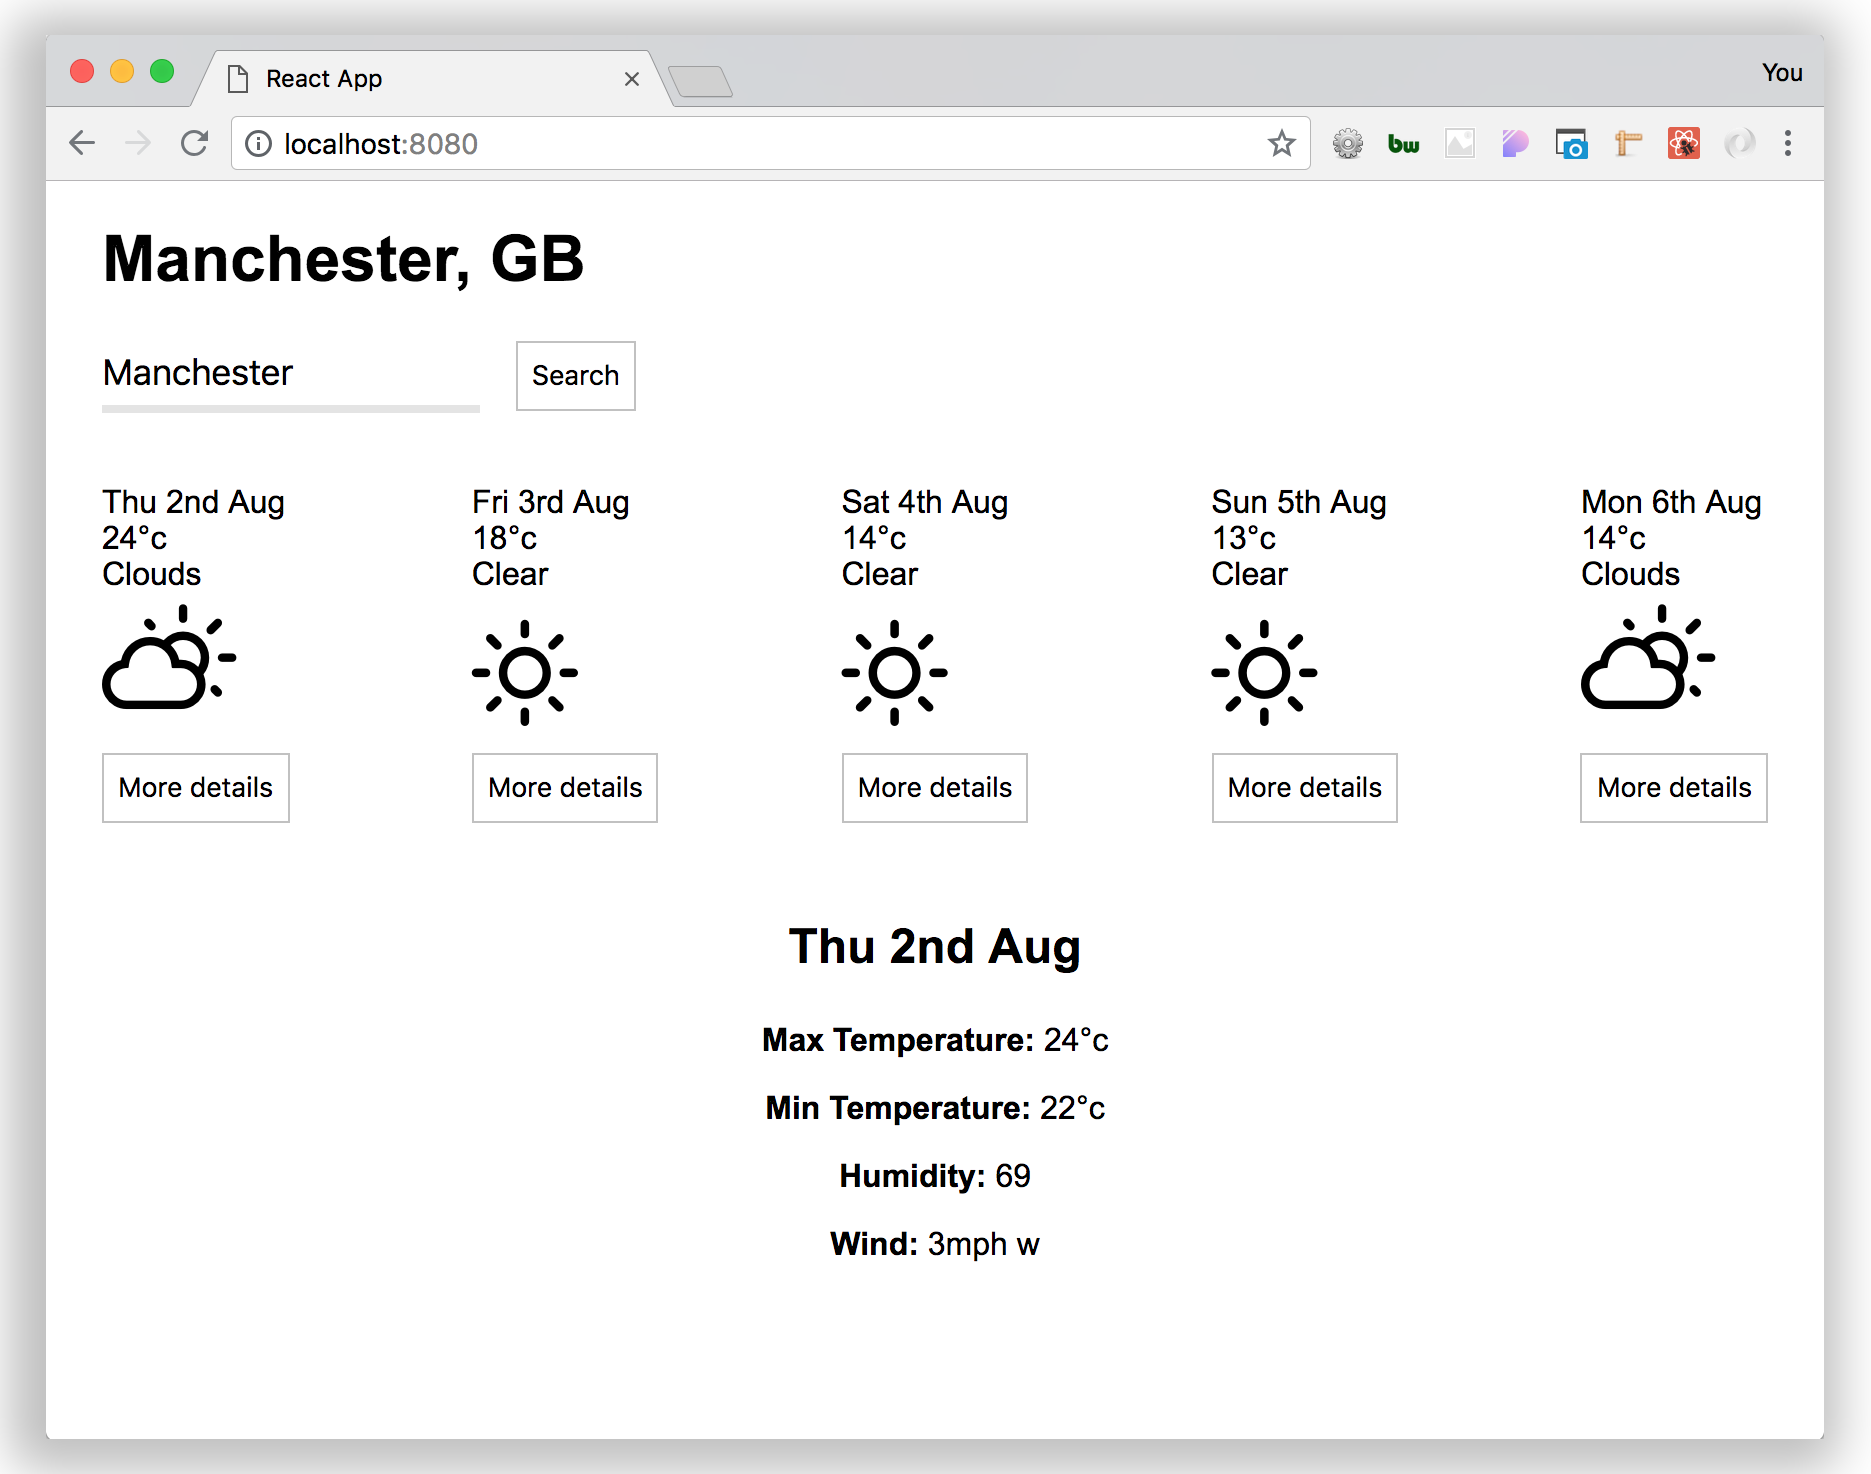 React App
You
localhost:8080
bw
Manchester, GB
Manchester
Search
Thu 2nd Aug
24°c
Clouds
More details
Fri 3rd Aug
18°c
Clear
More details
Sat 4th Aug
14°c
Clear
More details
Sun 5th Aug
13°c
Clear
More details
Mon 6th Aug
14°c
Clouds
More details
Thu 2nd Aug
Max Temperature: 24°c
Min Temperature: 22°c
Humidity: 69
Wind: 3mph w